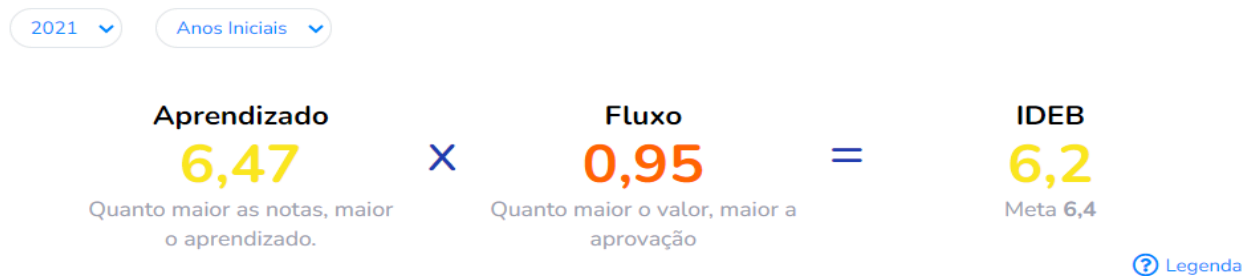 2021
Anos Iniciais
Aprendizado
6,47
Quanto maior as notas, maior
o aprendizado.
x
Fluxo
0,95
Quanto maior o valor, maior a
aprovação
=
IDEB
6,2
Meta 6,4
? Legenda